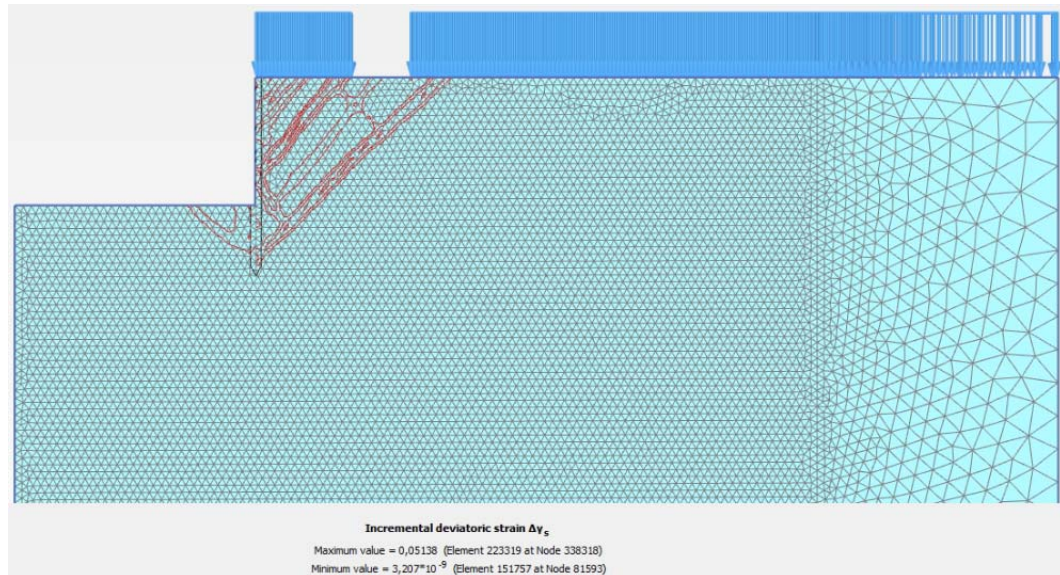 Incremental deviatoric strain Δγs
Maximum value = 0,05138 (Element 223319 at Node 338318)
Minimum value = 3,207*10 -9 (Element 151757 at Node 81593)